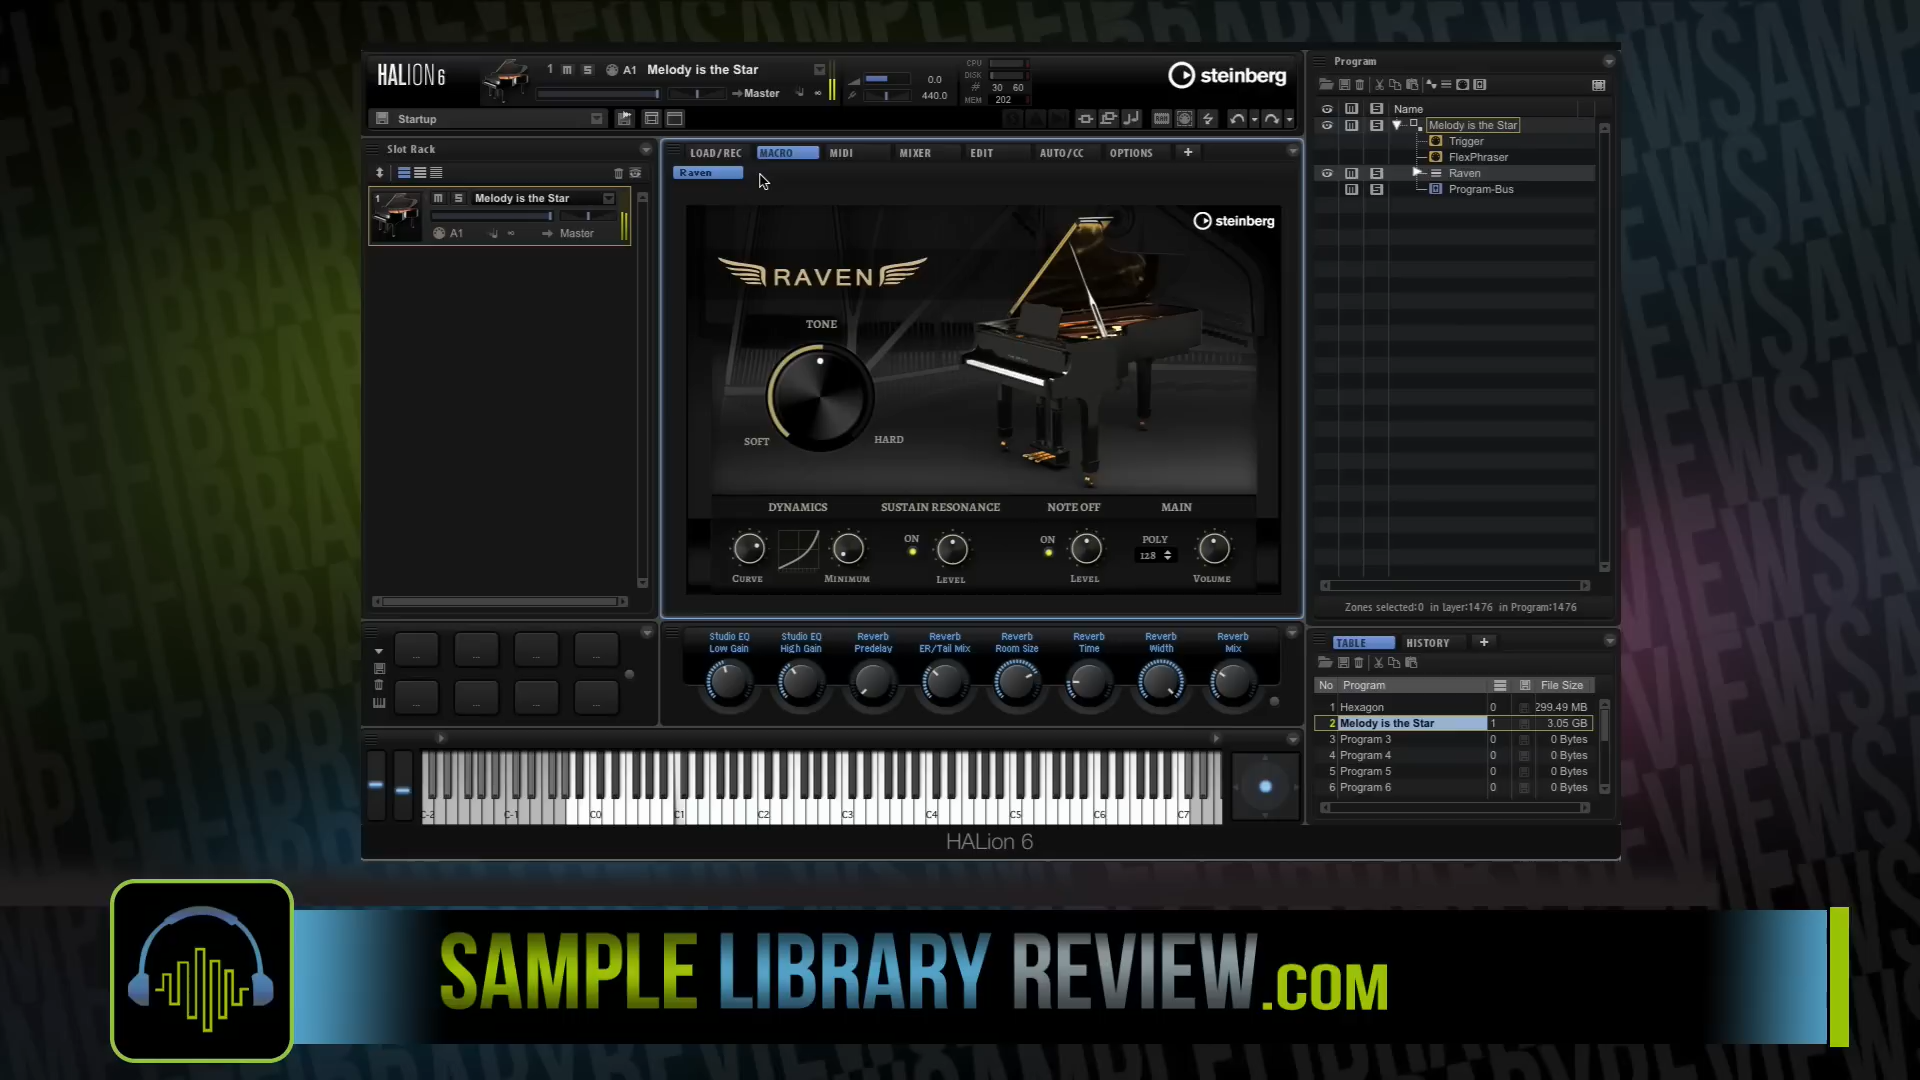 HALION 6
1 M S A1 Melody is the Star
Master
0.0
440.0
CPU
DISK
# 30 60
MEM 202
steinberg
Startup
Slot Rack
1 M S Melody is the Star
A1 Master
LOAD/REC MACRO MIDI MIXER EDIT AUTO/CC OPTIONS +
Raven
steinberg
RAVEN
TONE
SOFT HARD
DYNAMICS SUSTAIN RESONANCE NOTE OFF MAIN
ON ON POLY
128
CURVE MINIMUM LEVEL LEVEL VOLUME
Program
Name
Melody is the Star
Trigger
FlexPhraser
Raven
Program-Bus
Zones selected:0 in Layer:1476 in Program:1476
Studio EQ Low Gain
Studio EQ High Gain
Reverb Predelay
Reverb ER/Tail Mix
Reverb Room Size
Reverb Time
Reverb Width
Reverb Mix
... ... ... ...
... ... ... ...
TABLE HISTORY +
No Program File Size
1 Hexagon 0 299.49 MB
2 Melody is the Star 1 3.05 GB
3 Program 3 0 0 Bytes
4 Program 4 0 0 Bytes
5 Program 5 0 0 Bytes
6 Program 6 0 0 Bytes
C-2 C-1 C0 C1 C2 C3 C4 C5 C6 C7
HALion 6
SAMPLE LIBRARY REVIEW.COM